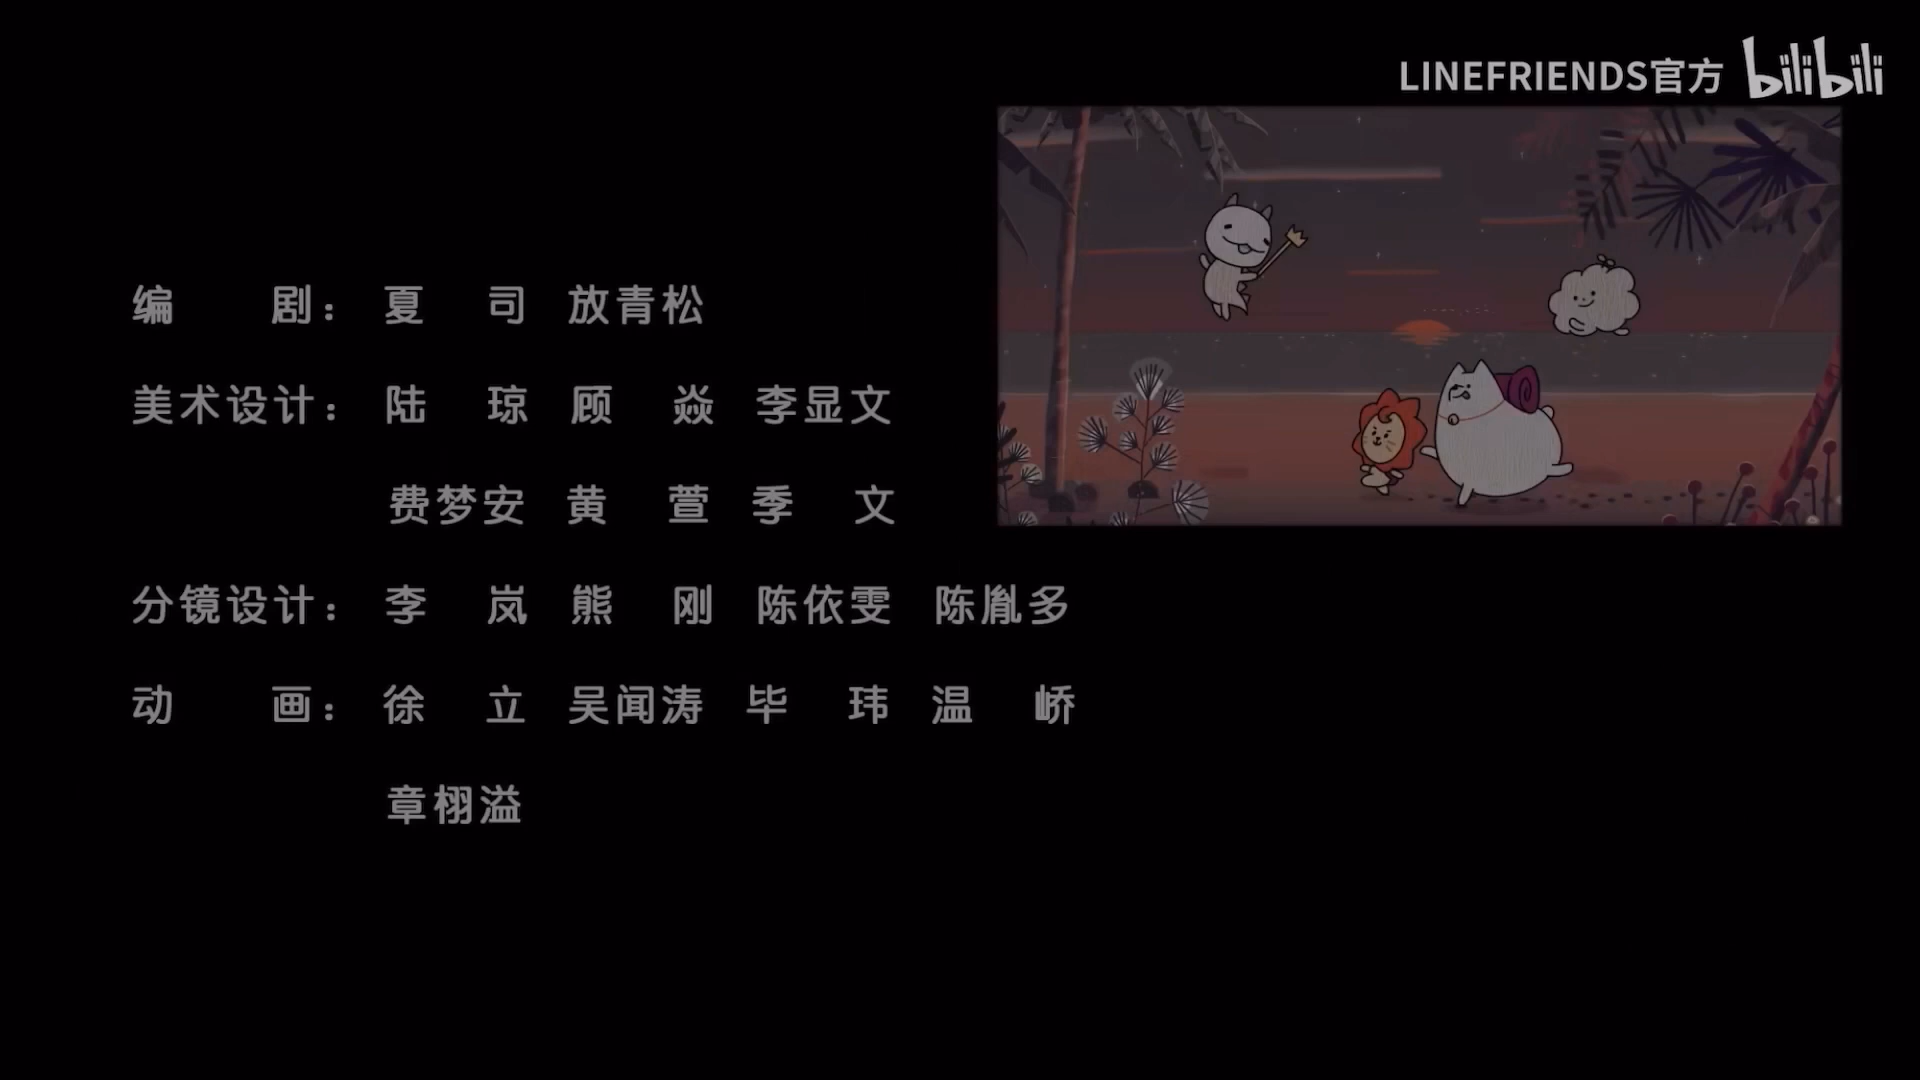 LINEFRIENDS官方 bilibili
编剧：夏司 放青松
美术设计：陆琼 顾焱 李显文
费梦安 黄萱 季文
分镜设计：李岚 熊刚 陈依雯 陈胤多
动画：徐立 吴闻涛 毕玮 温峤
章栩溢